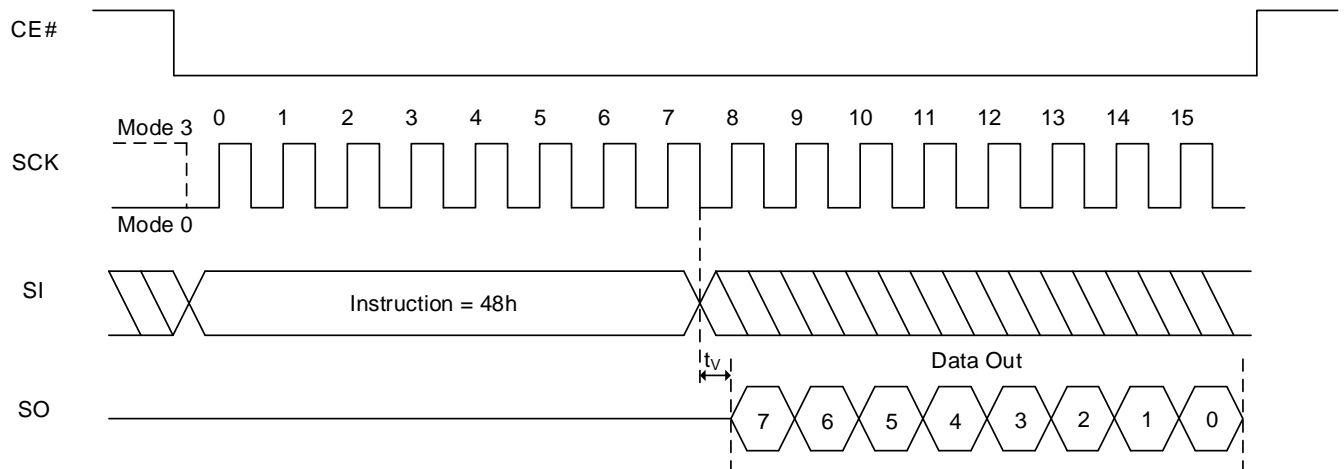 CE#
Mode 3
0 1 2 3 4 5 6 7 8 9 10 11 12 13 14 15
SCK
Mode 0
SI
Instruction = 48h
tV
Data Out
SO
7 6 5 4 3 2 1 0